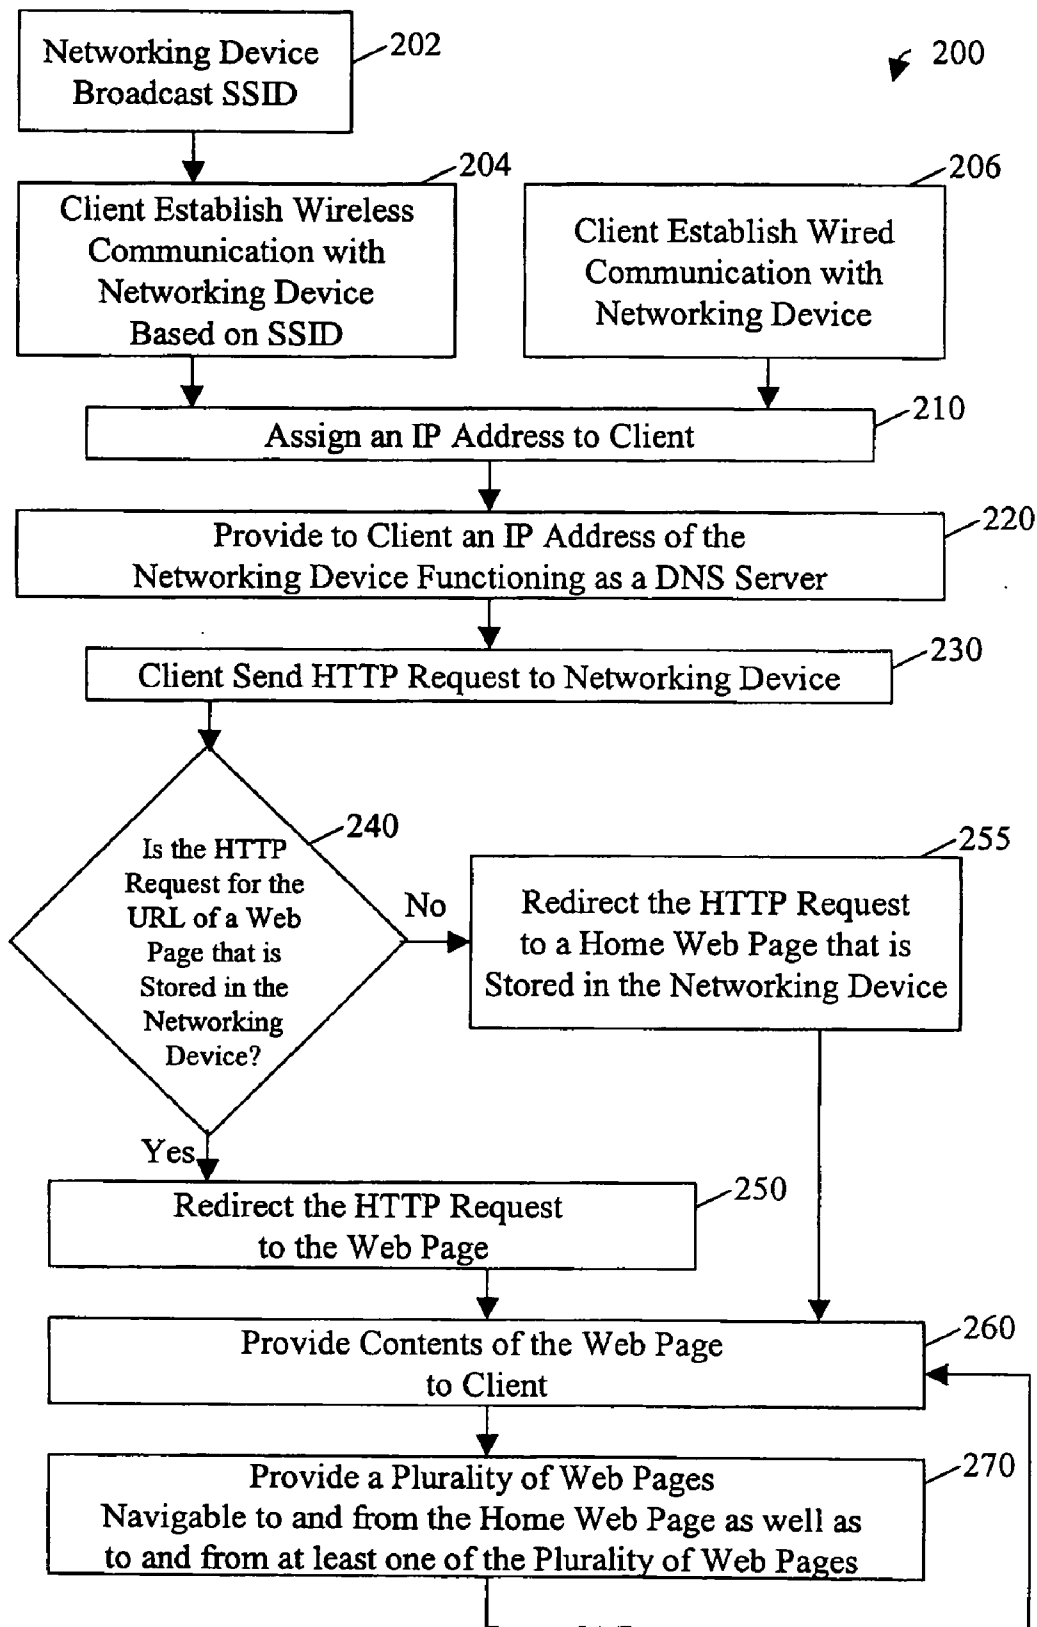 Networking Device
Broadcast SSID
202
200
204
Client Establish Wireless
Communication with
Networking Device
Based on SSID
206
Client Establish Wired
Communication with
Networking Device
210
Assign an IP Address to Client
220
Provide to Client an IP Address of the
Networking Device Functioning as a DNS Server
230
Client Send HTTP Request to Networking Device
240
Is the HTTP
Request for the
URL of a Web
Page that is
Stored in the
Networking
Device?
No
255
Redirect the HTTP Request
to a Home Web Page that is
Stored in the Networking Device
Yes
250
Redirect the HTTP Request
to the Web Page
260
Provide Contents of the Web Page
to Client
270
Provide a Plurality of Web Pages
Navigable to and from the Home Web Page as well as
to and from at least one of the Plurality of Web Pages